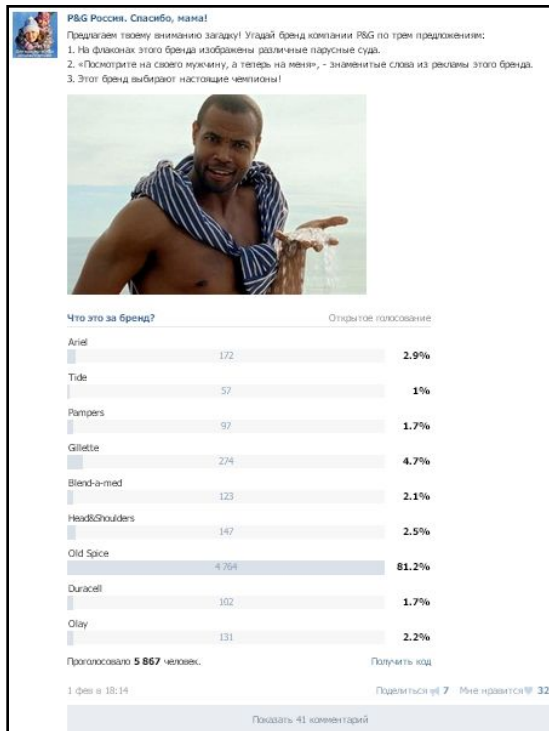 P&G Россия. Спасибо, мама!
Предлагаем твоему вниманию загадку! Угадай бренд компании P&G по трем предложениям:
1. На флаконах этого бренда изображены различные парусные суда.
2. «Посмотрите на своего мужчину, а теперь на меня», - знаменитые слова из рекламы этого бренда.
3. Этот бренд выбирают настоящие чемпионы!
Что это за бренд? Открытое голосование
Ariel
172 2.9%
Tide
57 1%
Pampers
97 1.7%
Gillette
274 4.7%
Blend-a-med
123 2.1%
Head&Shoulders
147 2.5%
Old Spice
4 764 81.2%
Duracell
102 1.7%
Olay
131 2.2%
Проголосовало 5 867 человек. Получить код
1 фев в 18:14 Поделиться 7 Мне нравится 32
Показать 41 комментарий